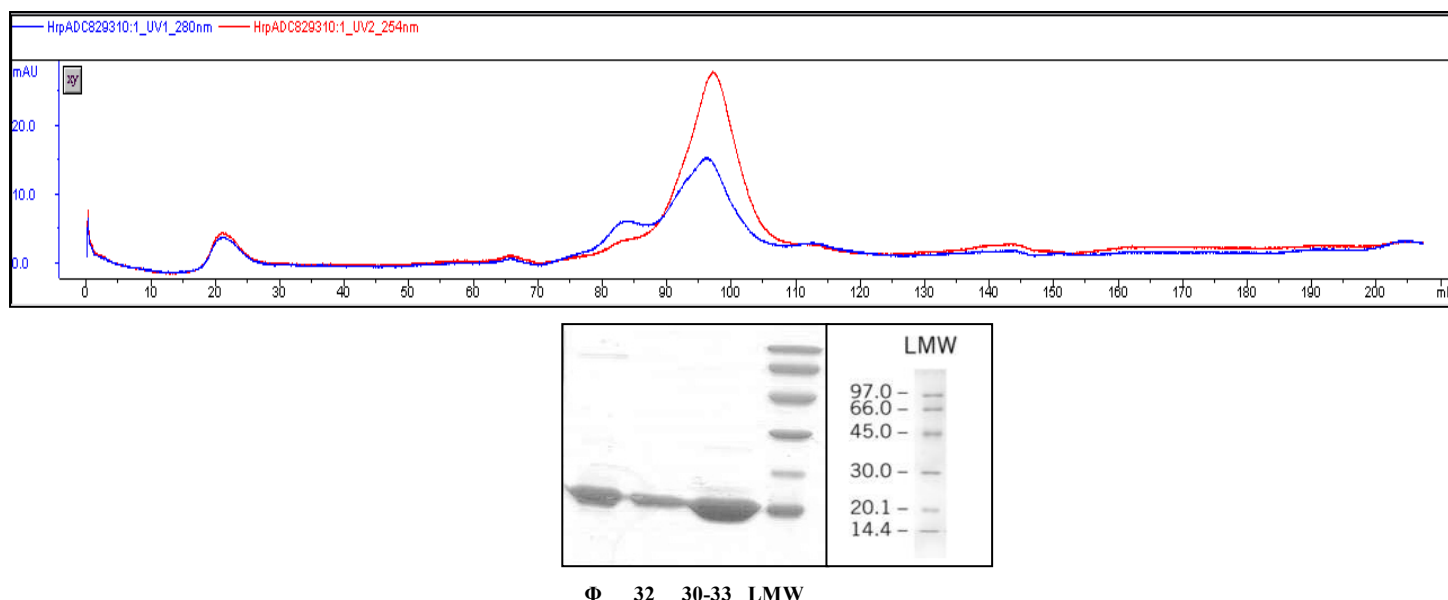 HrpADC829310:1_UV1_280nm HrpADC829310:1_UV2_254nm
mAU
xy
20.0
10.0
0.0
0 10 20 30 40 50 60 70 80 90 100 110 120 130 140 150 160 170 180 190 200
LMW
97.0 –
66.0 –
45.0 –
30.0 –
20.1 –
14.4 –
Φ 32 30-33 LMW